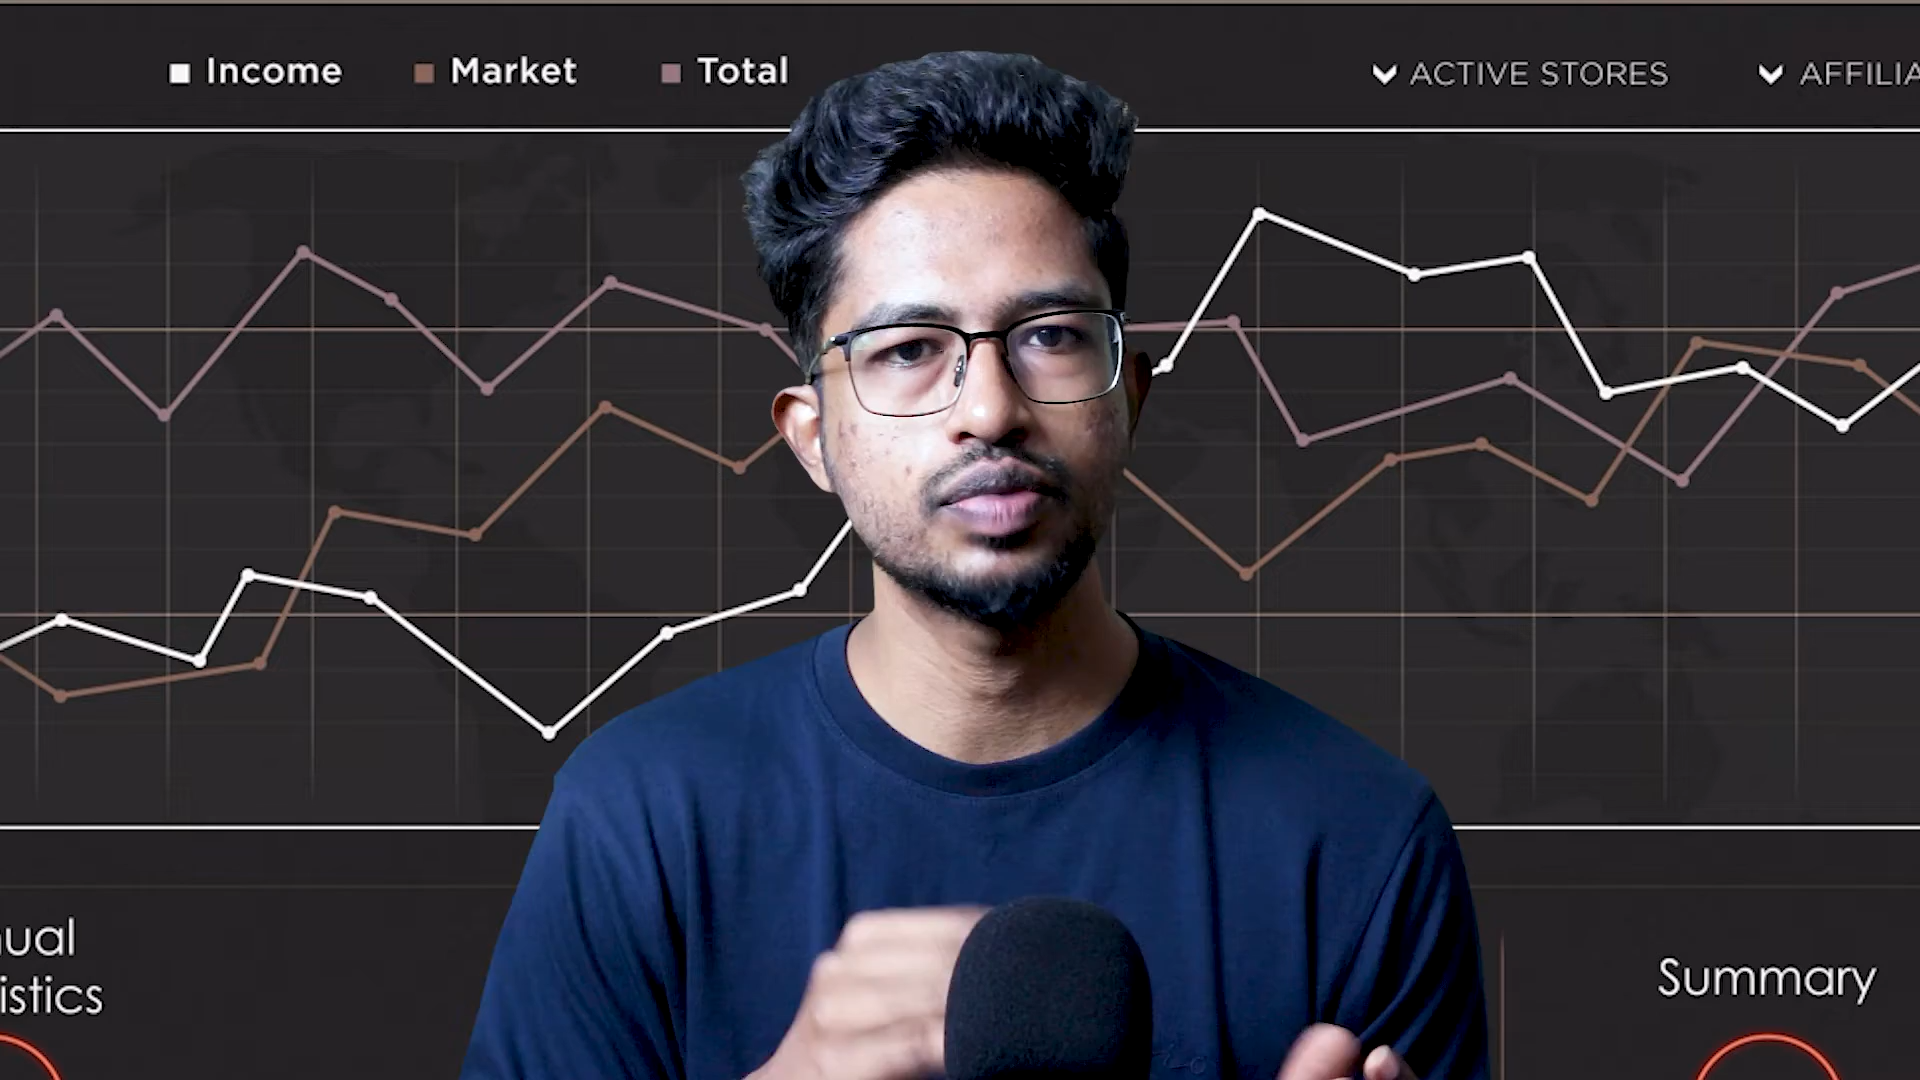 Income Market Total
ACTIVE STORES
AFFILIA
ual
istics
Summary